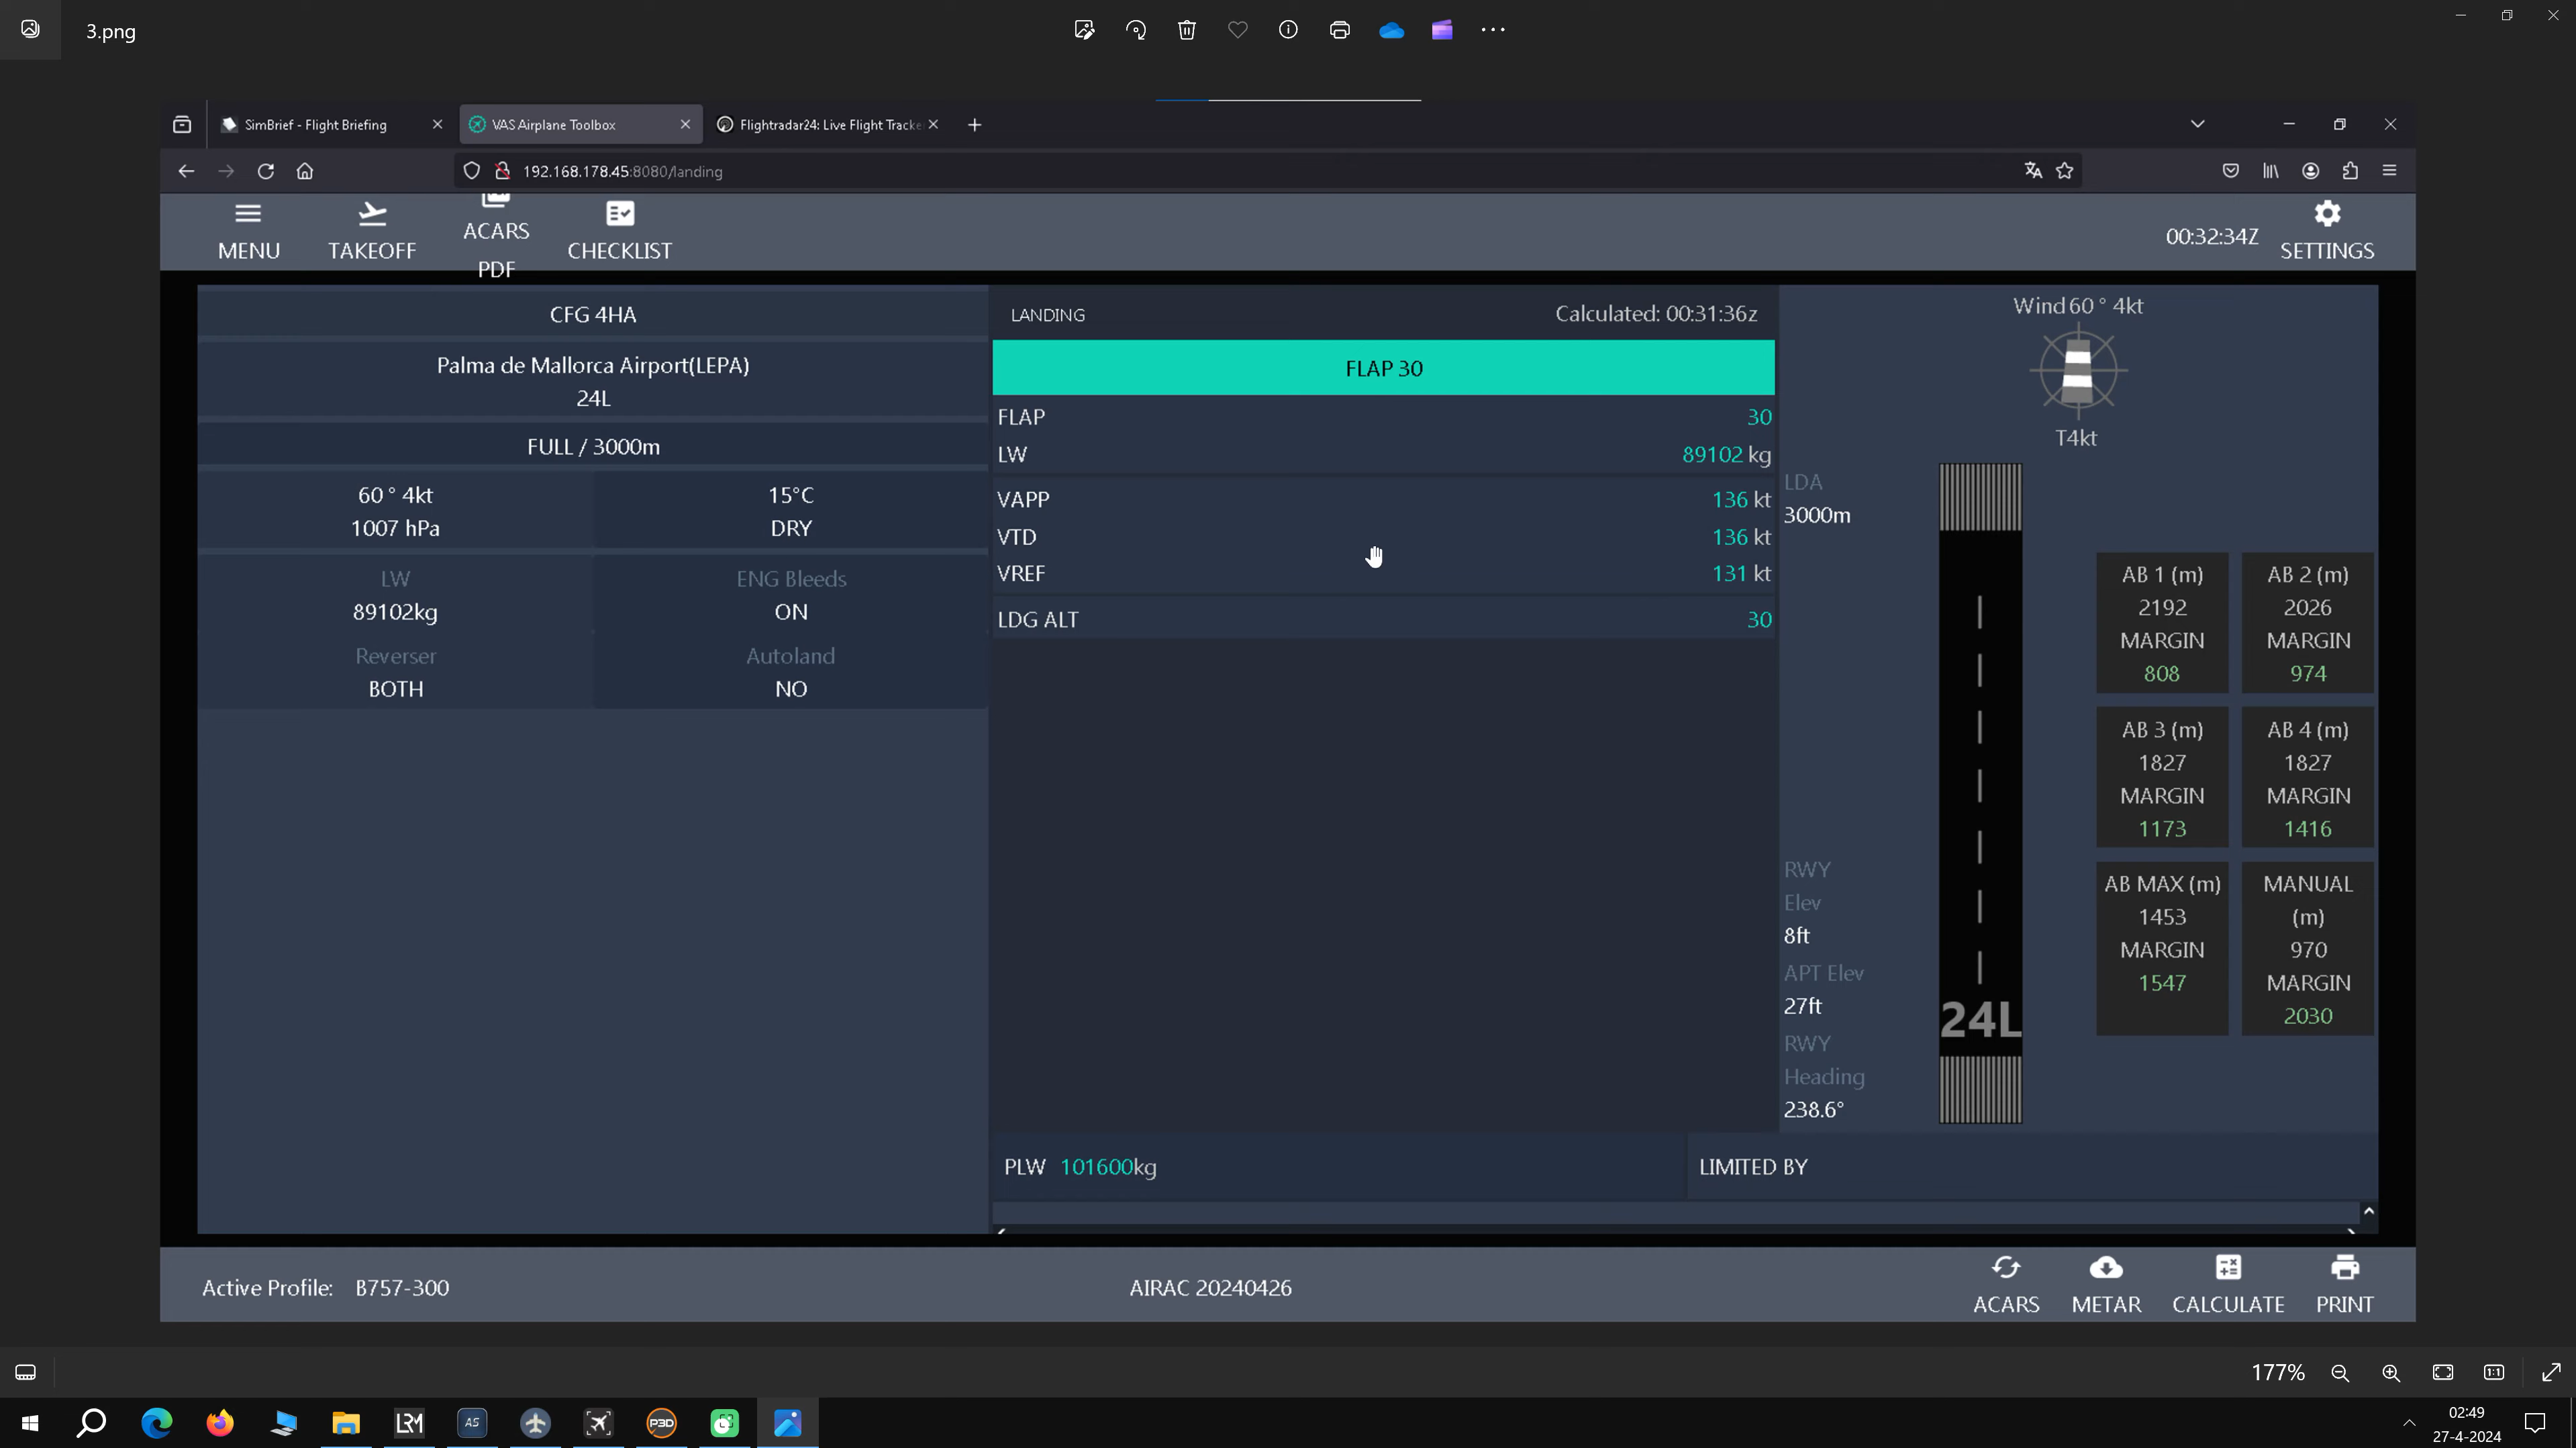 3.png
SimBrief - Flight Briefing
VAS Airplane Toolbox
Flightradar24: Live Flight Tracke
192.168.178.45:8080/landing
MENU
TAKEOFF
ACARS
PDF
CHECKLIST
00:32:34Z
SETTINGS
CFG 4HA
Palma de Mallorca Airport(LEPA)
24L
FULL / 3000m
60 ° 4kt
1007 hPa
15°C
DRY
LW
89102kg
ENG Bleeds
ON
Reverser
BOTH
Autoland
NO
LANDING
Calculated: 00:31:36z
FLAP 30
FLAP 30
LW 89102 kg
VAPP 136 kt
VTD 136 kt
VREF 131 kt
LDG ALT 30
Wind 60 ° 4kt
T4kt
LDA
3000m
RWY
Elev
8ft
APT Elev
27ft
RWY
Heading
238.6°
24L
AB 1 (m)
2192
MARGIN
808
AB 2 (m)
2026
MARGIN
974
AB 3 (m)
1827
MARGIN
1173
AB 4 (m)
1827
MARGIN
1416
AB MAX (m)
1453
MARGIN
1547
MANUAL
(m)
970
MARGIN
2030
PLW 101600kg
LIMITED BY
Active Profile: B757-300
AIRAC 20240426
ACARS
METAR
CALCULATE
PRINT
177%
1:1
LRM
AS
P3D
02:49
27-4-2024